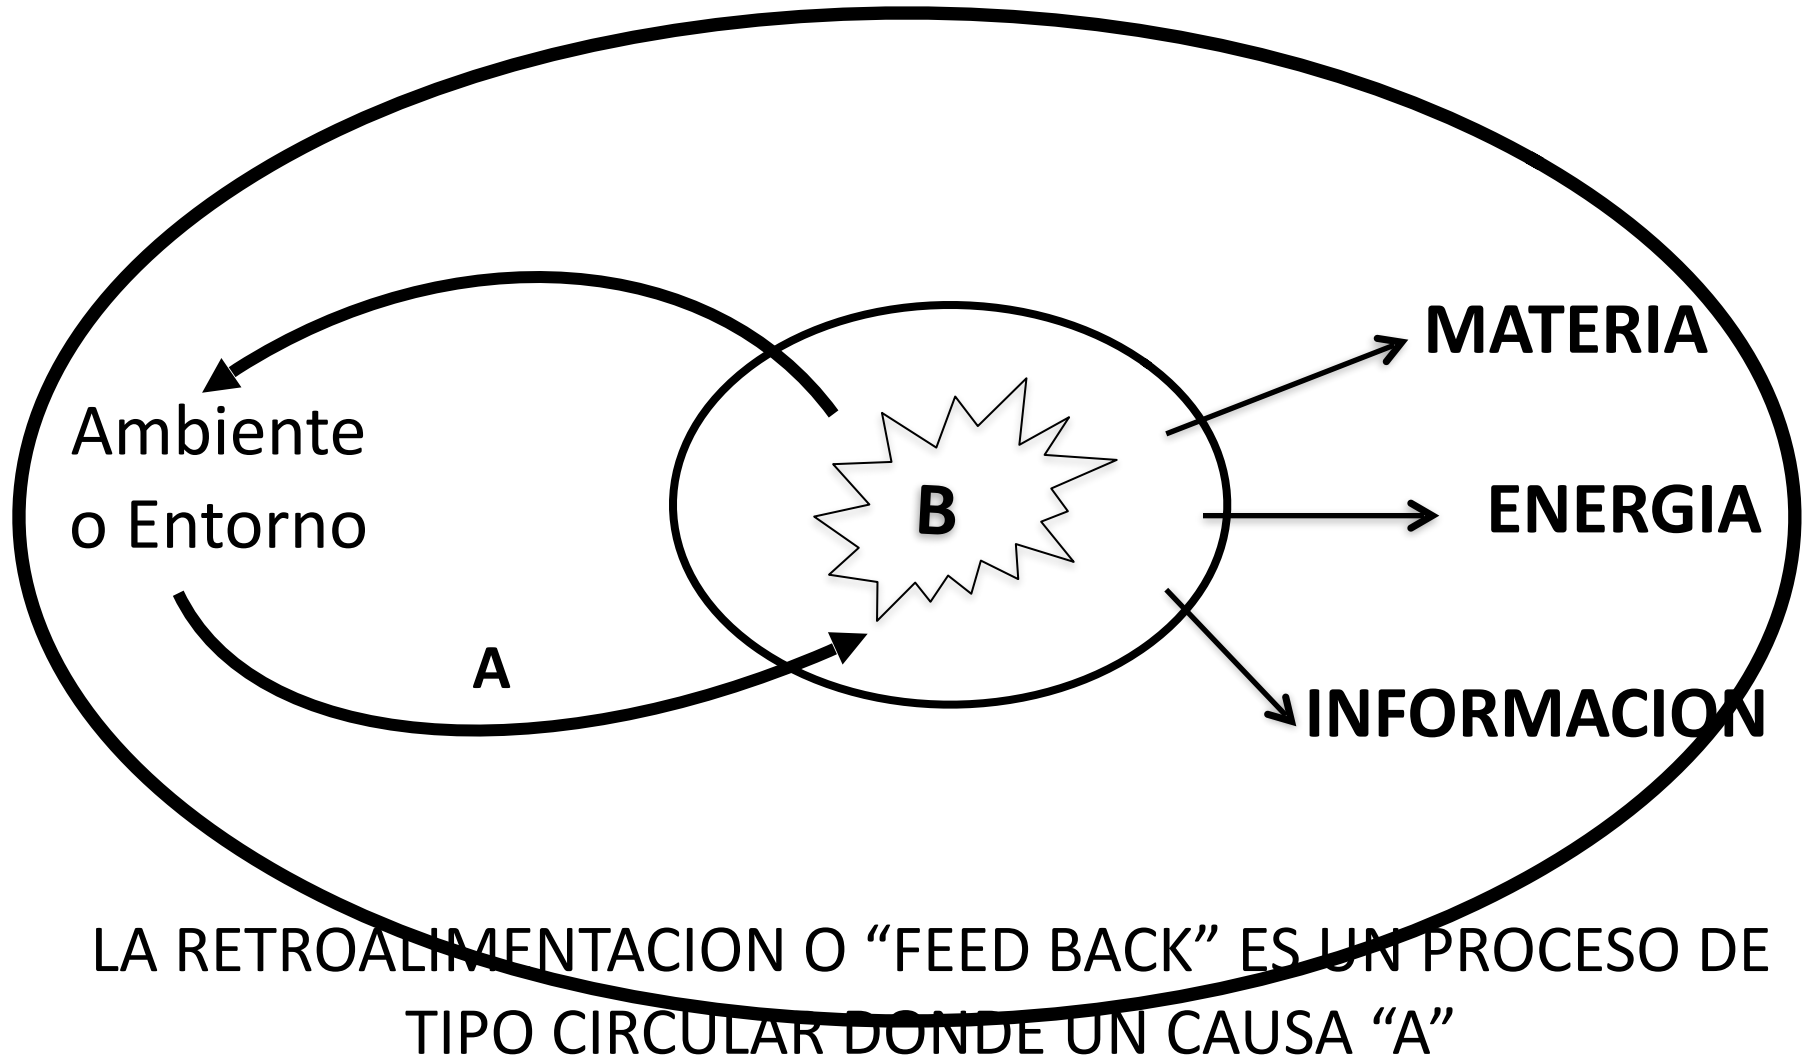 MATERIA
Ambiente
o Entorno
B
ENERGIA
A
INFORMACION
LA RETROALIMENTACION O “FEED BACK” ES UN PROCESO DE
TIPO CIRCULAR DONDE UN CAUSA “A”